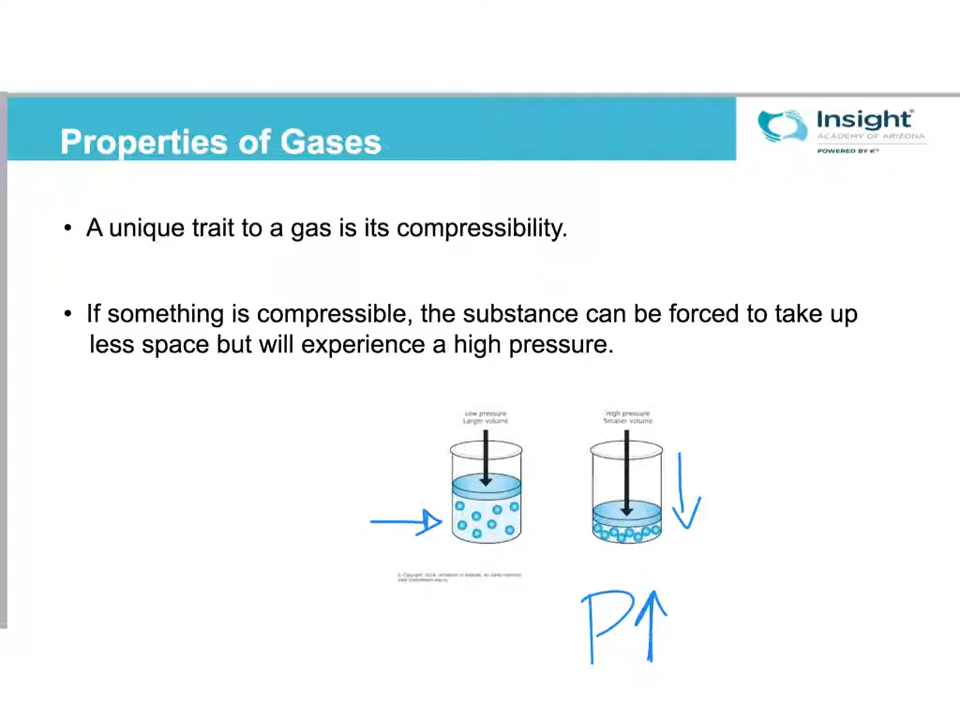 Properties of Gases
Insight
ACADEMY OF ARIZONA
POWERED BY K¹²
• A unique trait to a gas is its compressibility.
• If something is compressible, the substance can be forced to take up
less space but will experience a high pressure.
Low pressure
Larger volume
High pressure
Smaller volume
P↑